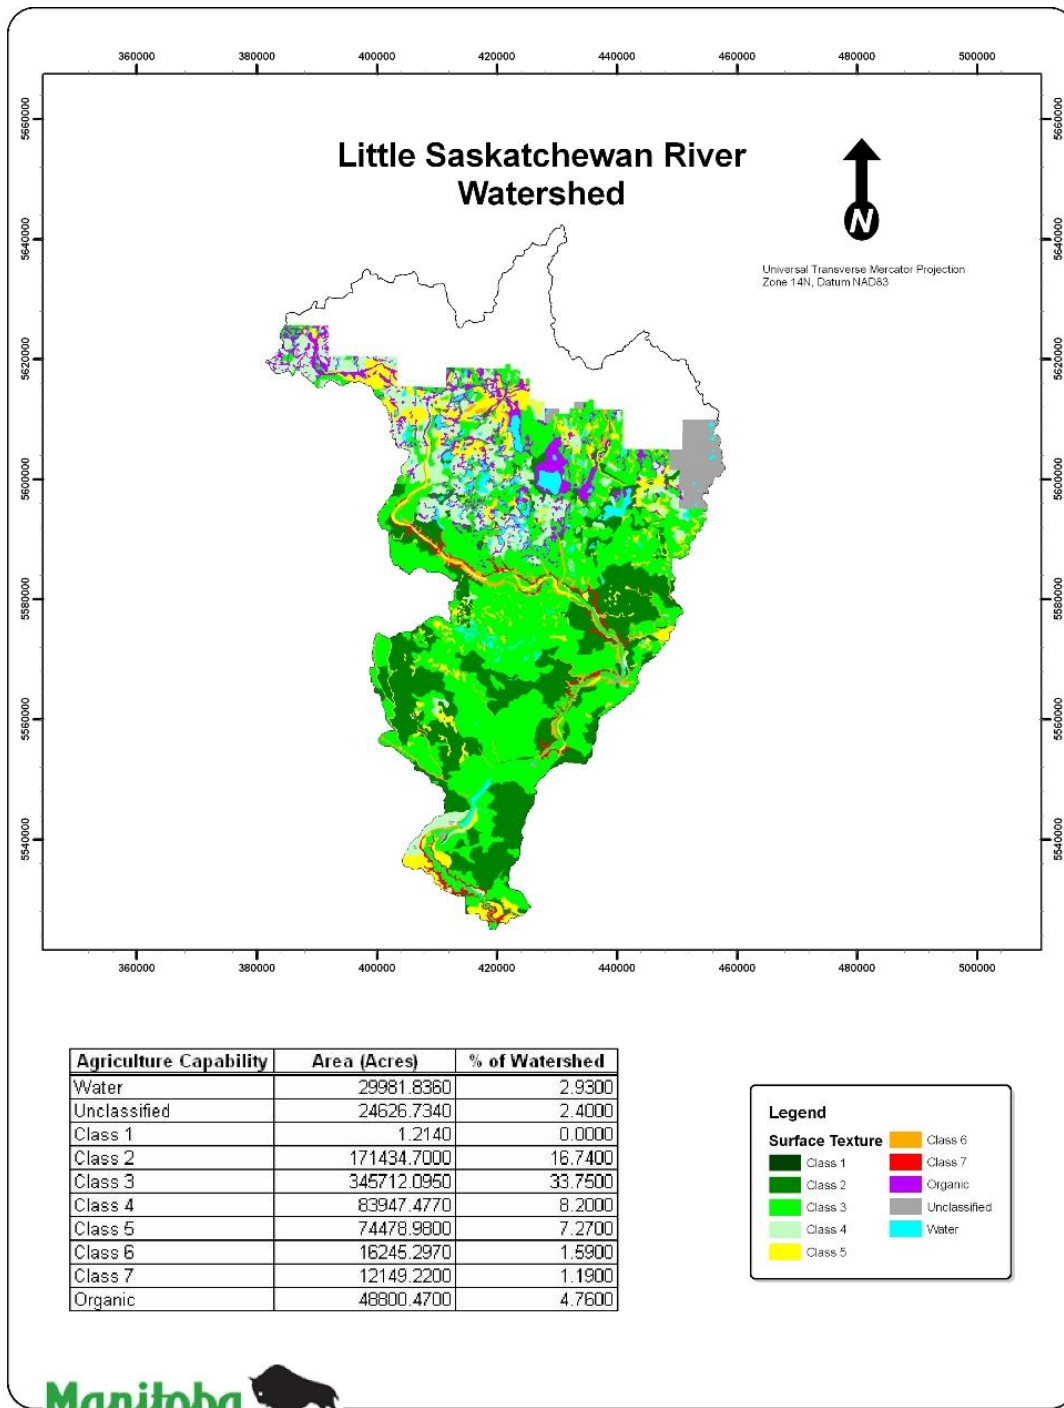 360000 380000 400000 420000 440000 460000 480000 500000
5660000 5660000
Little Saskatchewan River
Watershed
N
5640000 5640000
Universal Transverse Mercator Projection
Zone 14N, Datum NAD83
5620000 5620000
5600000 5600000
5580000 5580000
5560000 5560000
5540000 5540000
360000 380000 400000 420000 440000 460000 480000 500000
Agriculture Capability Area (Acres) % of Watershed
Water 29981.8360 2.9300
Unclassified 24626.7340 2.4000
Class 1 1.2140 0.0000
Class 2 171434.7000 16.7400
Class 3 345712.0950 33.7500
Class 4 83947.4770 8.2000
Class 5 74478.9800 7.2700
Class 6 16245.2970 1.5900
Class 7 12149.2200 1.1900
Organic 48800.4700 4.7600
Legend
Surface Texture
Class 1
Class 2
Class 3
Class 4
Class 5
Class 6
Class 7
Organic
Unclassified
Water
Manitoba